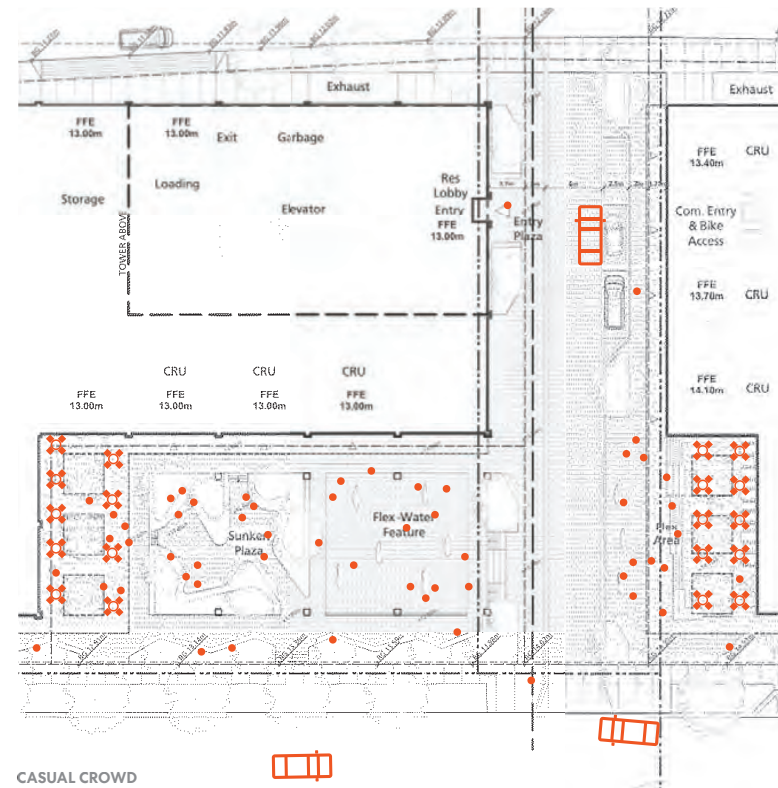 Exhaust
Exhaust
FFE
13.00m
FFE
13.00m
Exit
Garbage
FFE
13.40m
CRU
Storage
Loading
Elevator
Res
Lobby
Entry
FFE
13.00m
Entry
Plaza
Com. Entry
& Bike
Access
TOWER ABOVE
FFE
13.70m
CRU
CRU
CRU
CRU
FFE
14.10m
CRU
FFE
13.00m
FFE
13.00m
FFE
13.00m
FFE
13.00m
Flex-Water
Feature
Sunken
Plaza
Flex
Area
CASUAL CROWD